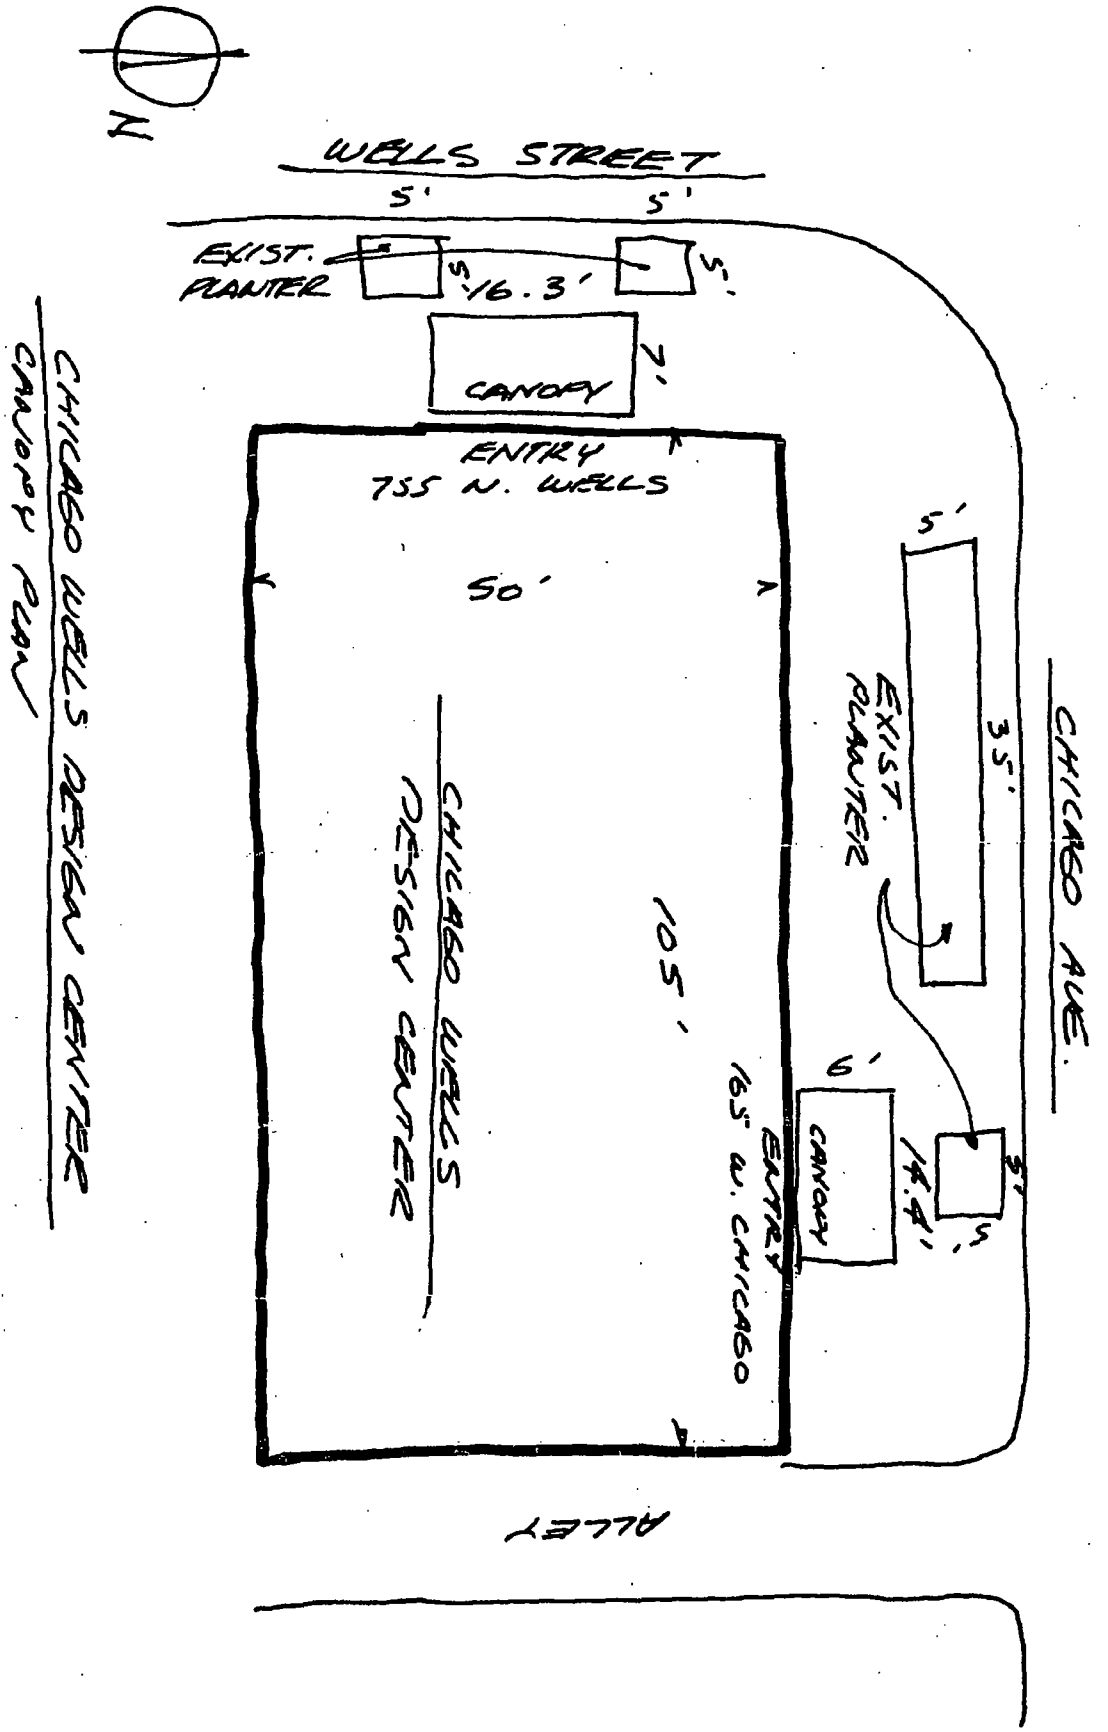 N
WELLS STREET
5'
5'
EXIST.
PLANTER
5'
16.3'
5'
7'
CANOPY
ENTRY
755 N. WELLS
50'
5'
35'
EXIST.
PLANTER
CHICAGO AVE.
105'
CHICAGO WELLS
DESIGN CENTER
6'
CANOPY
14.4'
5'
5'
ENTRY
165 W. CHICAGO
ALLEY
CHICAGO WELLS DESIGN CENTER
CANOPY PLAN